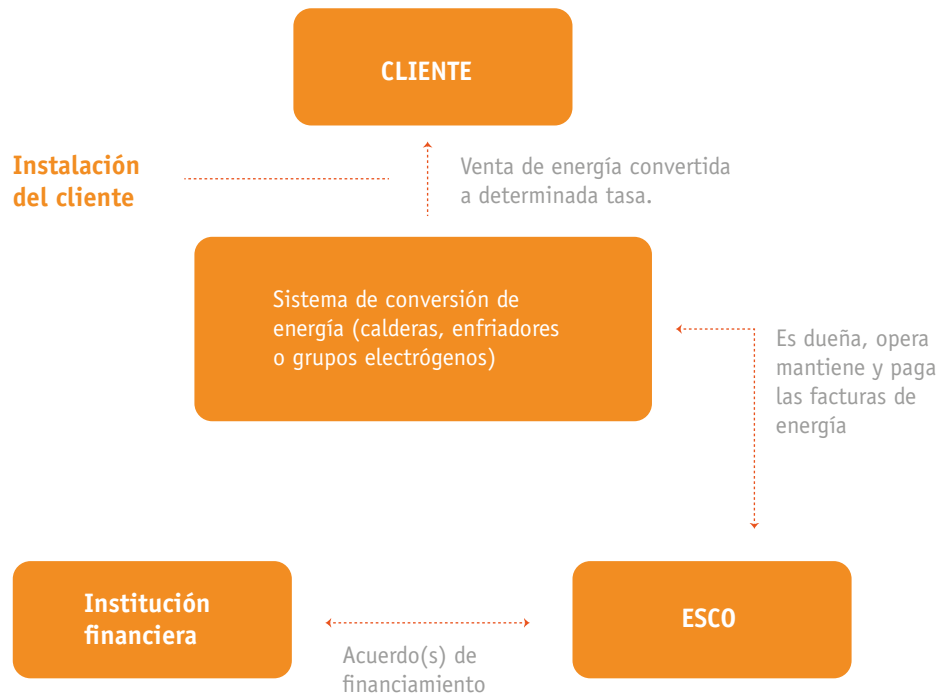 CLIENTE
Instalación
del cliente
Venta de energía convertida
a determinada tasa.
Sistema de conversión de
energía (calderas, enfriadores
o grupos electrógenos)
Es dueña, opera
mantiene y paga
las facturas de
energía
Institución
financiera
ESCO
Acuerdo(s) de
financiamiento